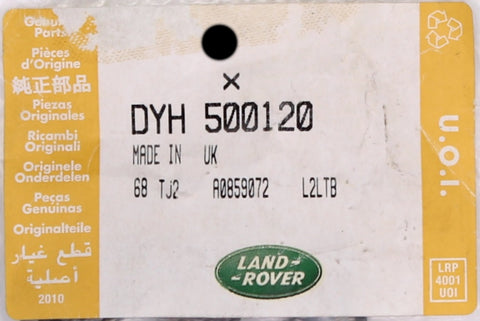 Genuine
Parts
Pièces
d'Origine
純正部品
Piezas
Originales
Ricambi
Originali
Originele
Onderdelen
Peças
Genuinas
Originalteile
قطع غيار
أصلية
2010
×
DYH 500120
MADE IN UK
68 TJ2 A0859072 L2LTB
LAND-
-ROVER
u.o.i.
LRP
4001
UOI